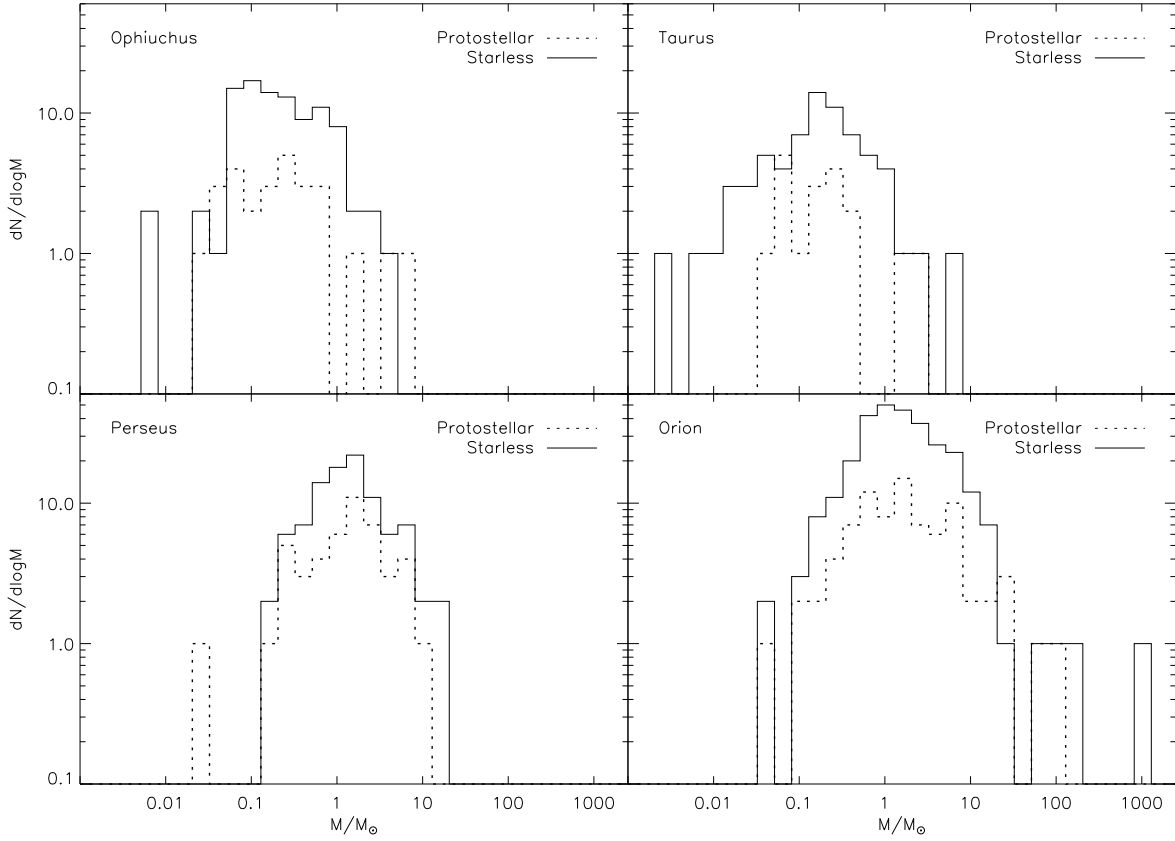 Ophiuchus
Protostellar
Starless
Taurus
Protostellar
Starless
10.0
1.0
0.1
dN/dlogM
Perseus
Protostellar
Starless
Orion
Protostellar
Starless
10.0
1.0
0.1
dN/dlogM
0.01 0.1 1 10 100 1000
M/M☉
0.01 0.1 1 10 100 1000
M/M☉